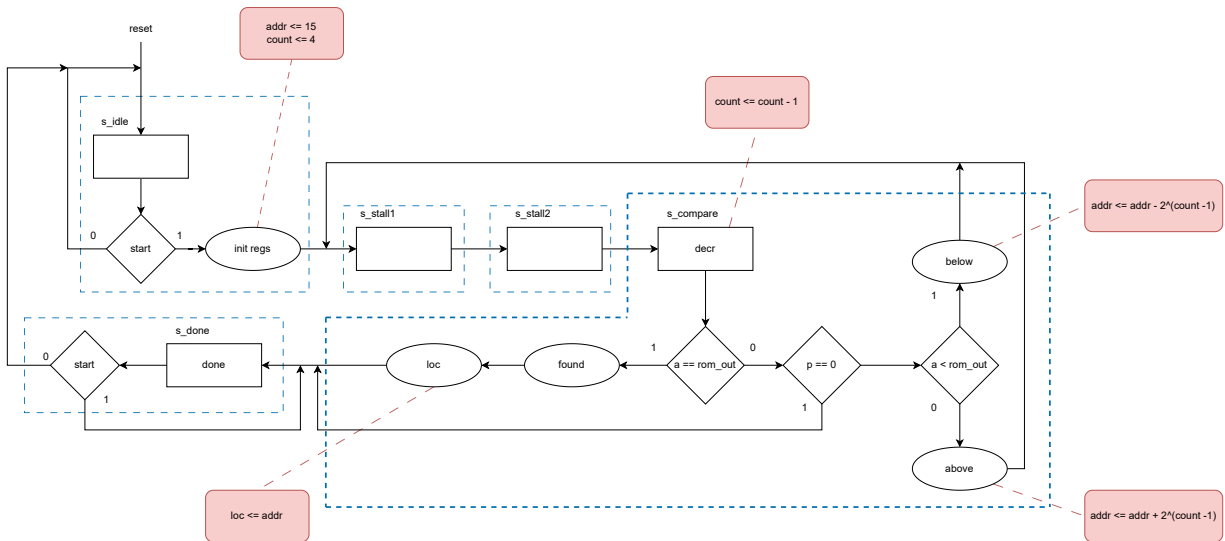 reset
addr <= 15
count <= 4
count <= count - 1
s_idle
start
0
1
init regs
s_stall1
s_stall2
s_compare
decr
addr <= addr - 2^(count -1)
below
1
s_done
0
start
1
done
loc
found
1
a == rom_out
0
p == 0
1
a < rom_out
0
above
loc <= addr
addr <= addr + 2^(count -1)